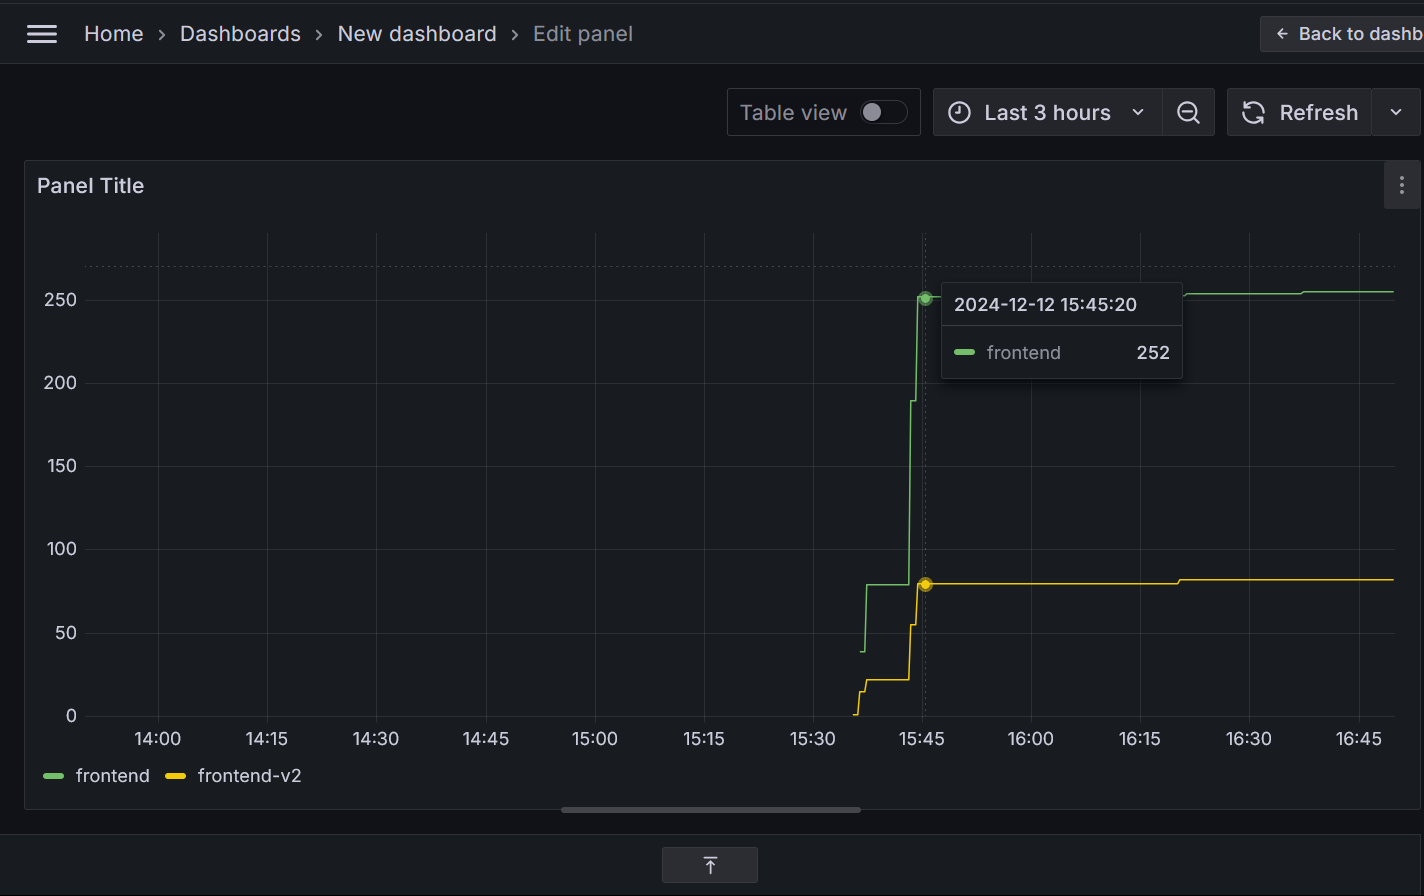 Home › Dashboards › New dashboard › Edit panel
← Back to dashb
Table view
Last 3 hours
Refresh
Panel Title
250
200
150
100
50
0
2024-12-12 15:45:20
frontend 252
14:00 14:15 14:30 14:45 15:00 15:15 15:30 15:45 16:00 16:15 16:30 16:45
frontend frontend-v2